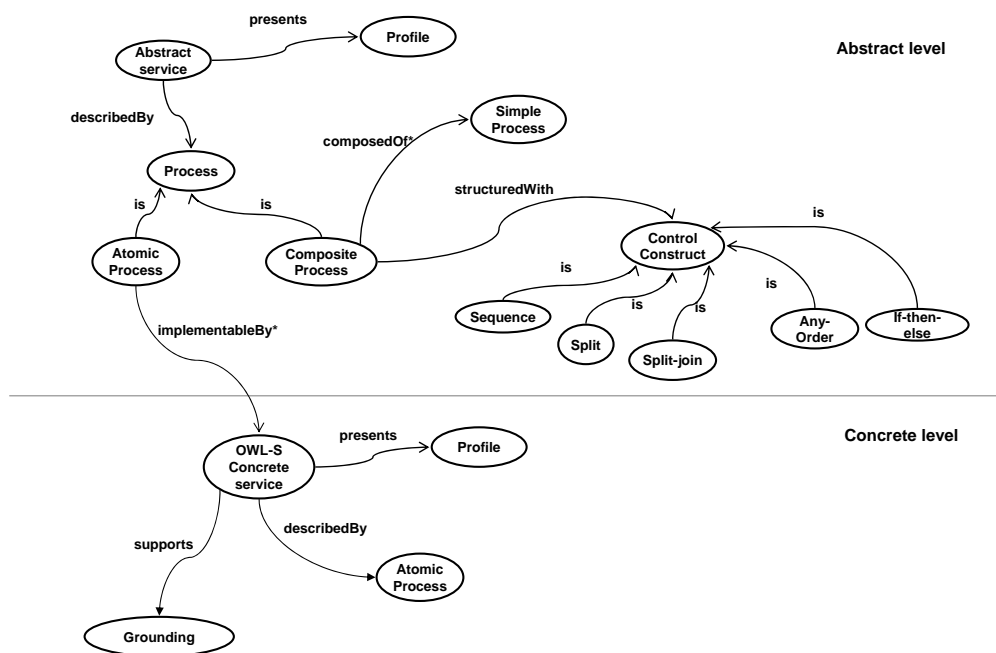 presents
Profile
Abstract level
Abstract
service
describedBy
Simple
Process
composedOf*
Process
structuredWith
is
is
is
Atomic
Process
Composite
Process
Control
Construct
is
is
is
is
Sequence
Any-
Order
If-then-
else
implementableBy*
Split
Split-join
Concrete level
presents
Profile
OWL-S
Concrete
service
describedBy
supports
Atomic
Process
Grounding